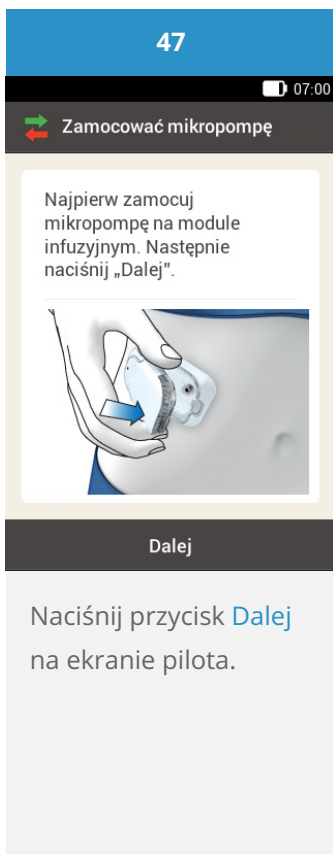 47
07:00
Zamocować mikropompę
Najpierw zamocuj
mikropompę na module
infuzyjnym. Następnie
naciśnij „Dalej”.
Dalej
Naciśnij przycisk Dalej
na ekranie pilota.